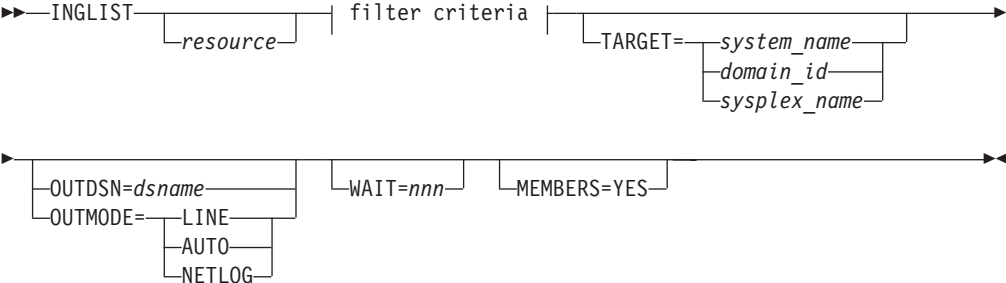 INGLIST filter criteria
resource TARGET= system_name
domain_id
sysplex_name
OUTDSN=dsname WAIT=nnn MEMBERS=YES
OUTMODE= LINE
AUTO
NETLOG